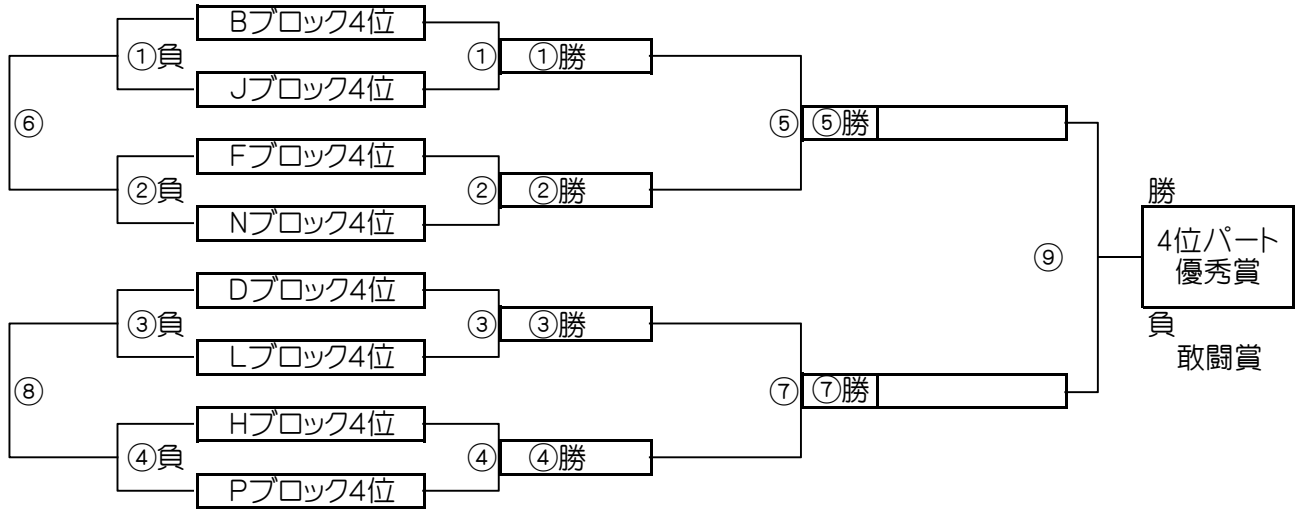 Bブロック4位
①負
①
①勝
Jブロック4位
⑥
⑤
⑤勝
Fブロック4位
②負
②
②勝
Nブロック4位
勝
4位パート
優秀賞
⑨
Dブロック4位
③負
③
③勝
負
Lブロック4位
敢闘賞
⑧
⑦
⑦勝
Hブロック4位
④負
④
④勝
Pブロック4位